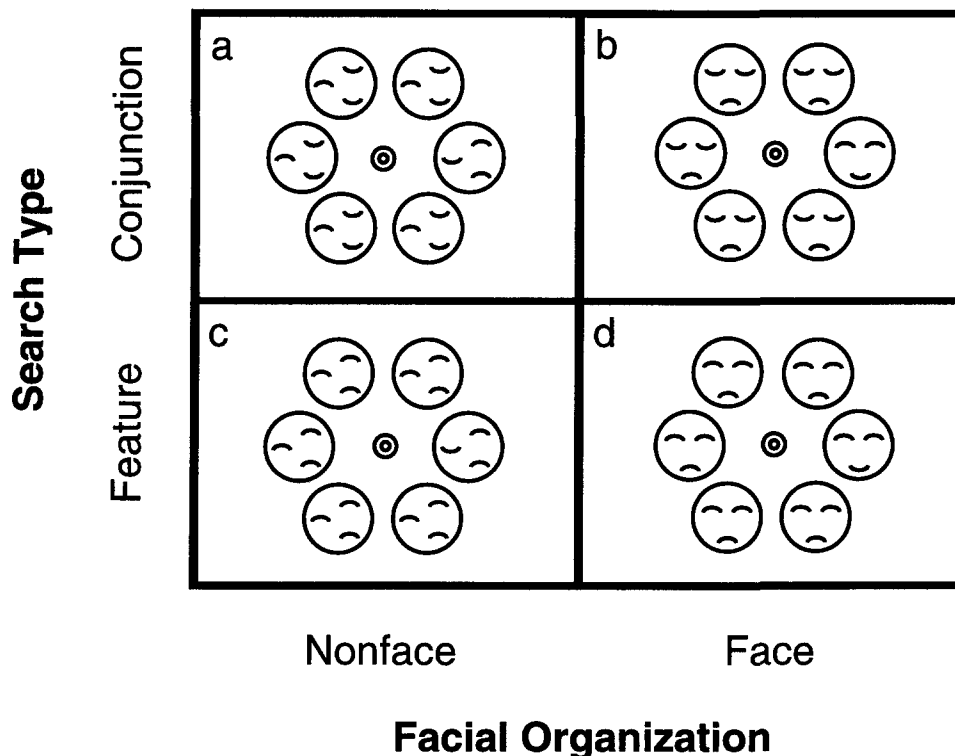 a
b
Conjunction
Search Type
c
d
Feature
Nonface
Face
Facial Organization